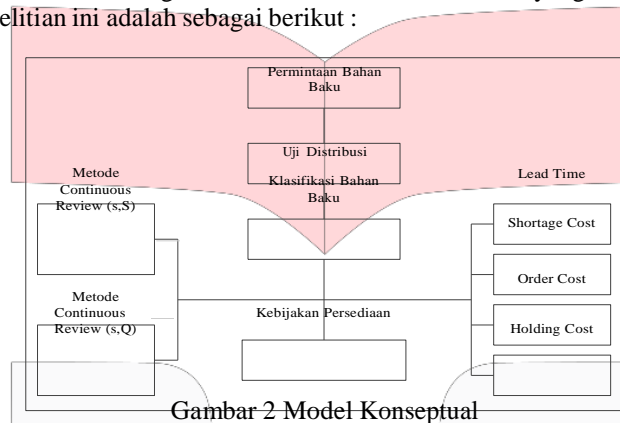 elitian ini adalah sebagai berikut :
Permintaan Bahan
Baku
Uji Distribusi
Klasifikasi Bahan
Baku
Metode
Continuous
Review (s,S)
Lead Time
Shortage Cost
Order Cost
Holding Cost
Metode
Continuous
Review (s,Q)
Kebijakan Persediaan
Gambar 2 Model Konseptual